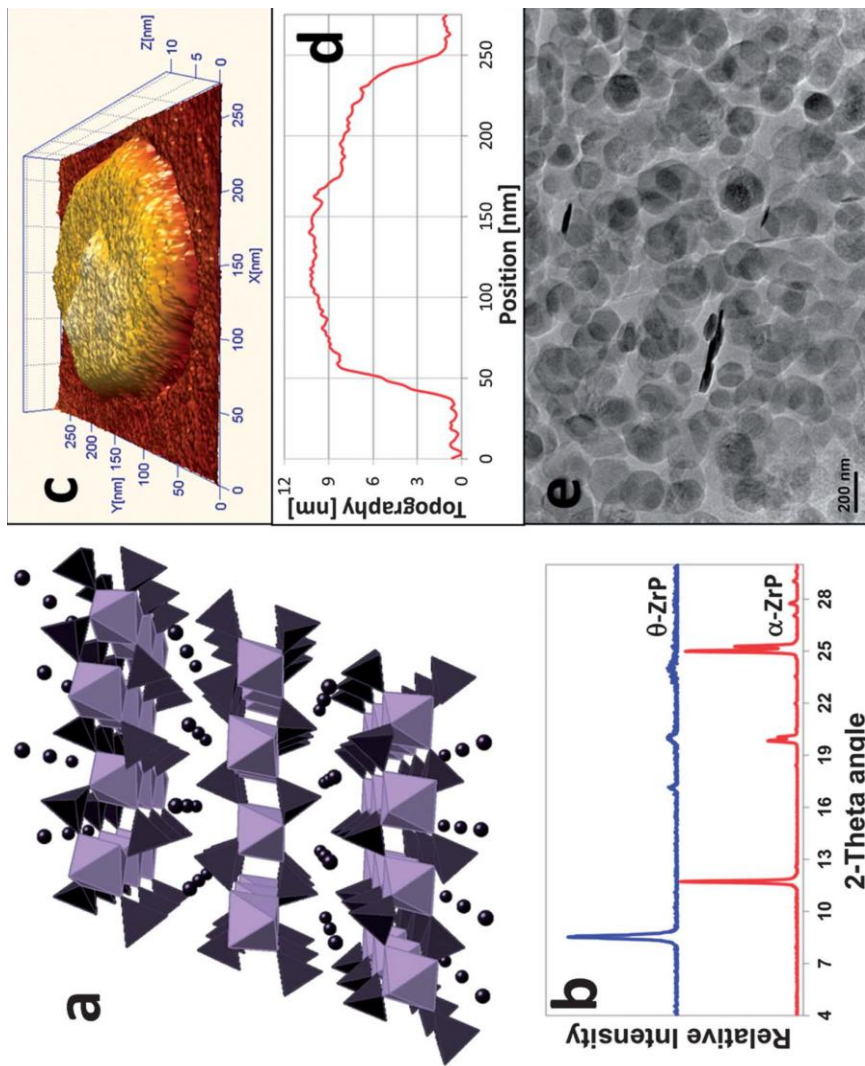 a
b
Relative Intensity
θ-ZrP
α-ZrP
4 7 10 13 16 19 22 25 28
2-Theta angle
c
Z[nm]
10
5
0
Y[nm]
250
200
150
100
50
0
0 50 100 150 200 250
X[nm]
d
Topography [nm]
12
9
6
3
0
0 50 100 150 200 250
Position [nm]
e
200 nm